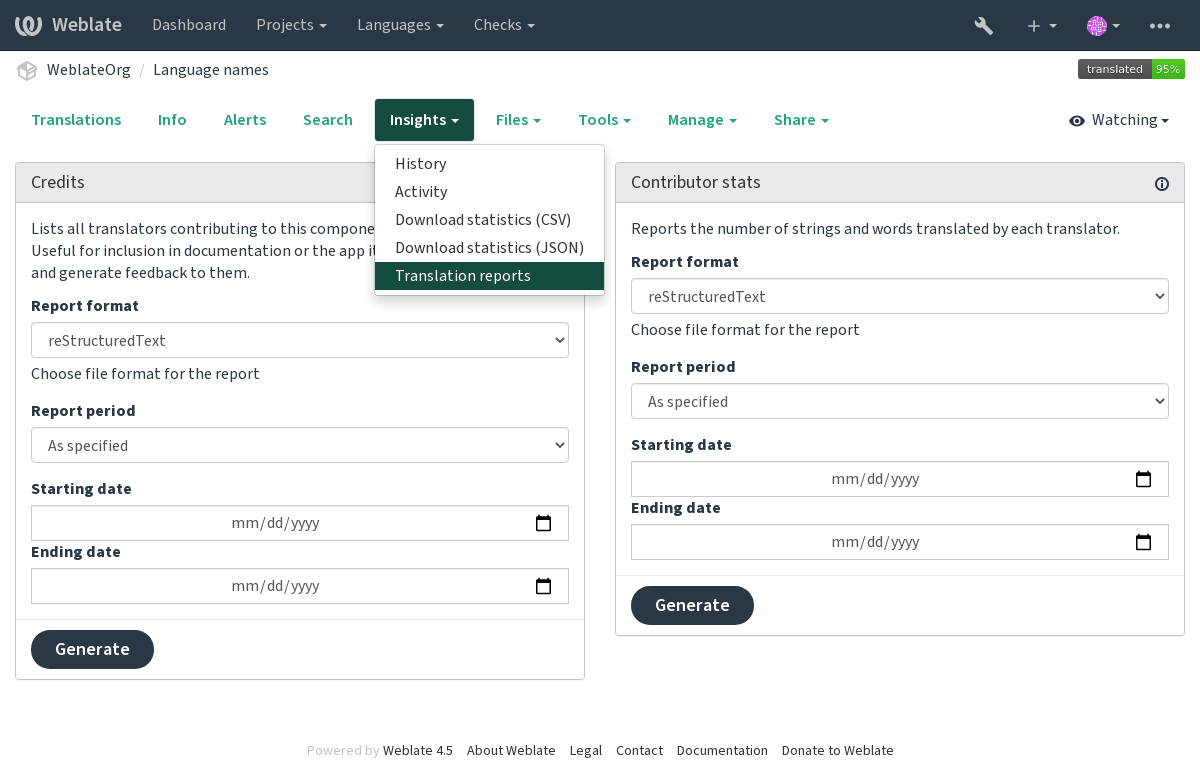 Weblate Dashboard Projects Languages Checks
WeblateOrg / Language names
translated 95%
Translations Info Alerts Search Insights Files Tools Manage Share Watching
History
Activity
Download statistics (CSV)
Download statistics (JSON)
Translation reports
Credits
Lists all translators contributing to this
Useful for inclusion in documentation or the app
and generate feedback to them.
Report format
reStructuredText
Choose file format for the report
Report period
As specified
Starting date
mm/dd/yyyy
Ending date
mm/dd/yyyy
Generate
Contributor stats
Reports the number of strings and words translated by each translator.
Report format
reStructuredText
Choose file format for the report
Report period
As specified
Starting date
mm/dd/yyyy
Ending date
mm/dd/yyyy
Generate
Powered by Weblate 4.5 About Weblate Legal Contact Documentation Donate to Weblate